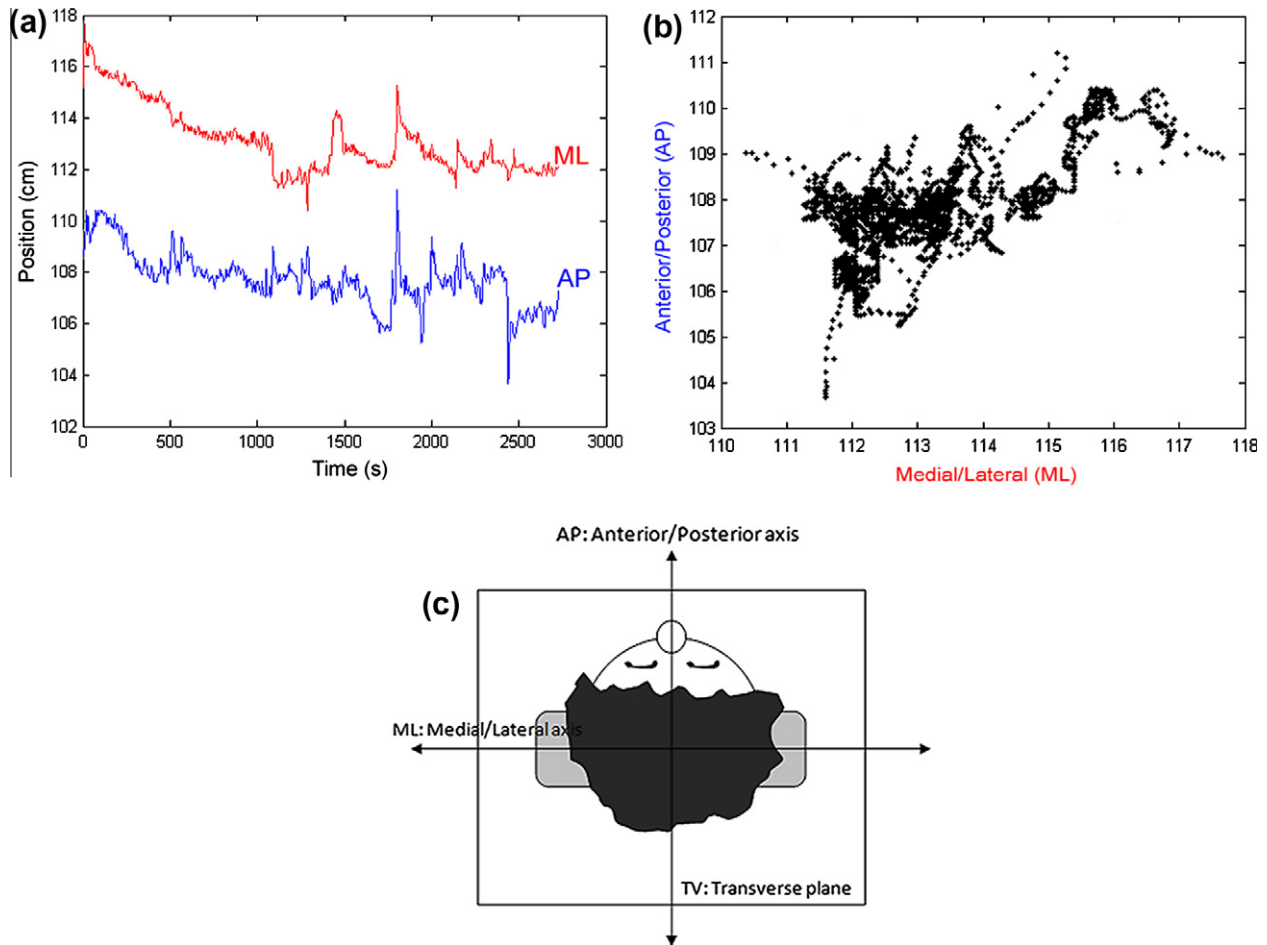 (a)
118
116
114
112
110
108
106
104
102
Position (cm)
ML
AP
0 500 1000 1500 2000 2500 3000
Time (s)
(b)
112
111
110
109
108
107
106
105
104
103
Anterior/Posterior (AP)
110 111 112 113 114 115 116 117 118
Medial/Lateral (ML)
AP: Anterior/Posterior axis
(c)
ML: Medial/Lateral axis
TV: Transverse plane